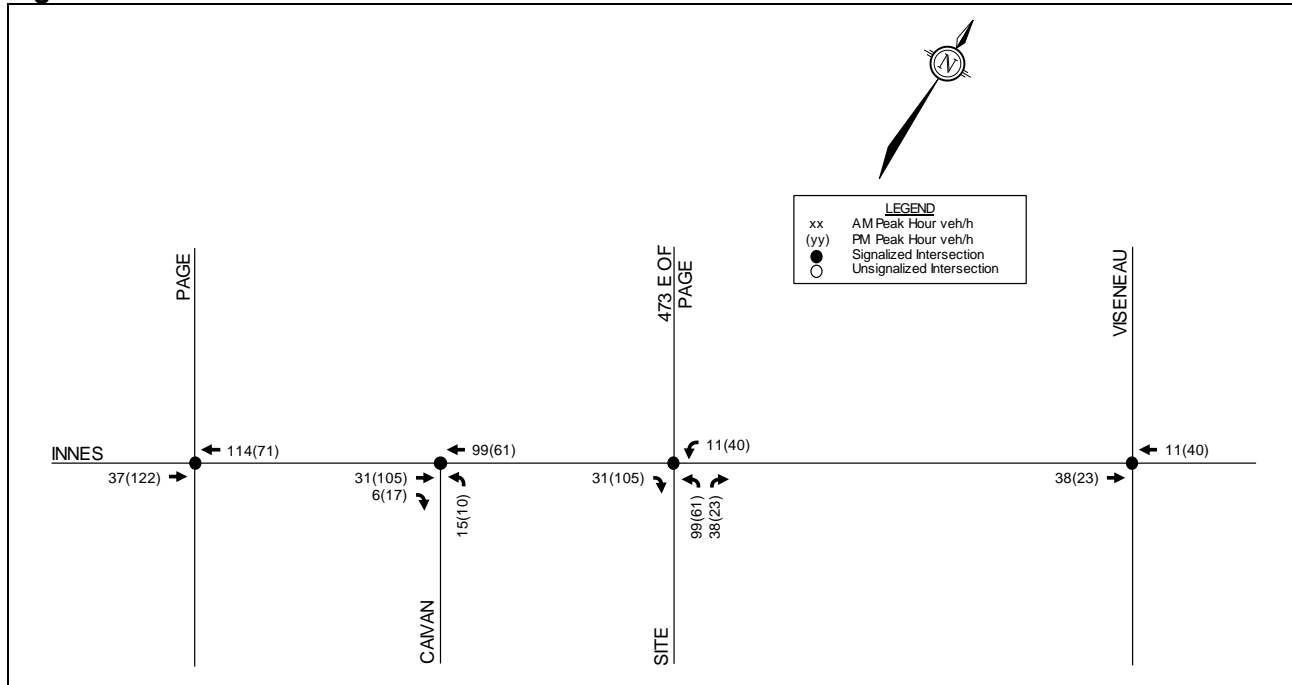 N
LEGEND
xx AM Peak Hour veh/h
(yy) PM Peak Hour veh/h
Signalized Intersection
Unsignalized Intersection
PAGE
473 E OF
PAGE
VISENEAU
INNES
114(71)
37(122)
99(61)
31(105)
6(17)
15(10)
11(40)
31(105)
99(61)
38(23)
11(40)
38(23)
CAIVAN
SITE